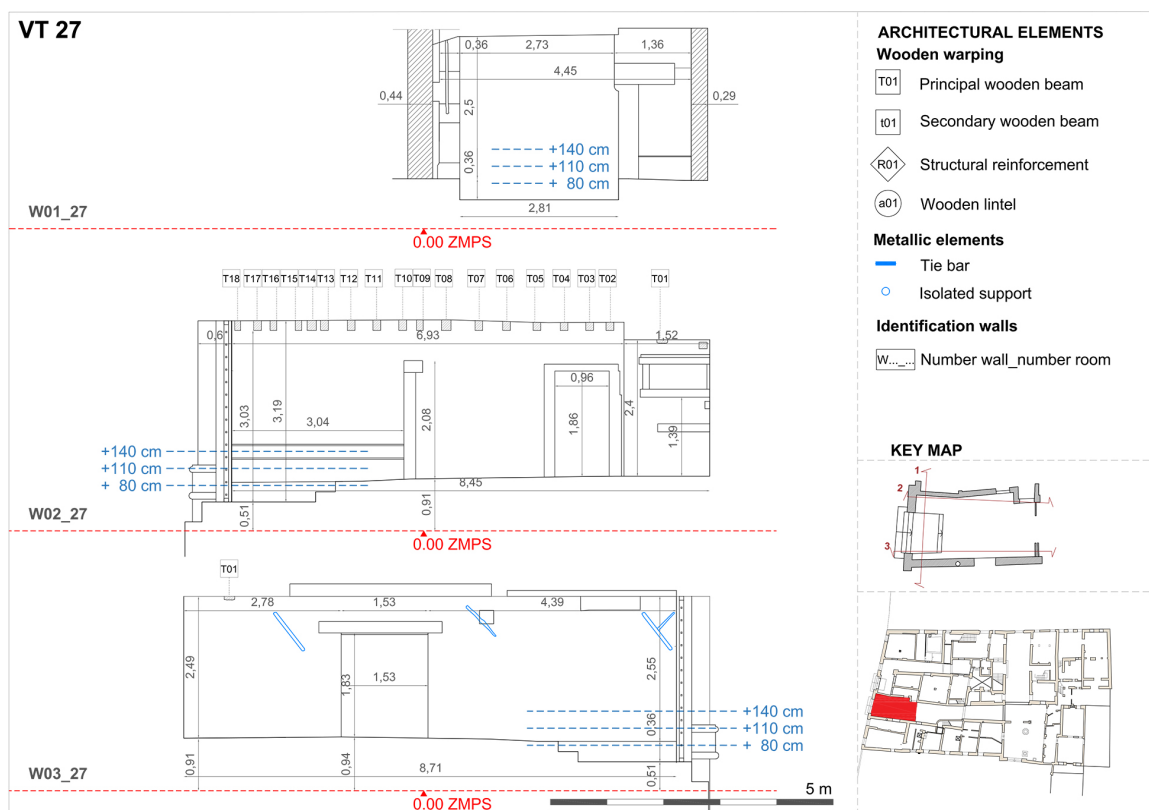 VT 27
0,36
2,73
1,36
4,45
0,44
0,29
2,5
0,36
+140 cm
+110 cm
+ 80 cm
2,81
W01_27
0.00 ZMPS
T18
T17
T16
T15
T14
T13
T12
T11
T10
T09
T08
T07
T06
T05
T04
T03
T02
T01
0,6
6,93
1,52
0,96
3,03
3,19
3,04
2,08
1,86
2,4
1,39
+140 cm
+110 cm
+ 80 cm
8,45
0,51
0,91
W02_27
0.00 ZMPS
T01
2,78
1,53
4,39
2,49
1,83
1,53
2,55
0,36
+140 cm
+110 cm
+ 80 cm
0,91
0,94
8,71
0,51
W03_27
0.00 ZMPS
5 m
ARCHITECTURAL ELEMENTS
Wooden warping
T01 Principal wooden beam
t01 Secondary wooden beam
R01 Structural reinforcement
a01 Wooden lintel
Metallic elements
Tie bar
Isolated support
Identification walls
W..._... Number wall_number room
KEY MAP
1
2
3